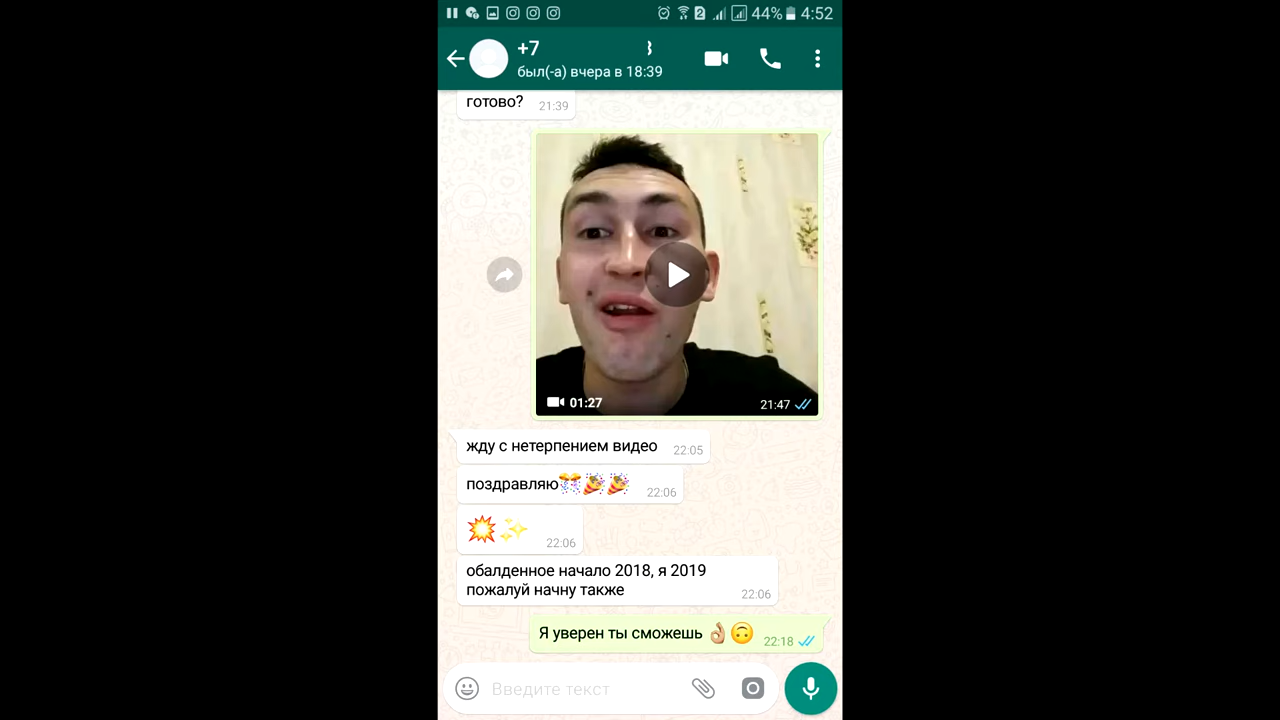 44% 4:52
+7
был(-а) вчера в 18:39
готово? 21:39
01:27 21:47
жду с нетерпением видео 22:05
поздравляю🎊🎉🎉 22:06
💥✨ 22:06
обалденное начало 2018, я 2019
пожалуй начну также 22:06
Я уверен ты сможешь 👌🏼🙃 22:18
Введите текст